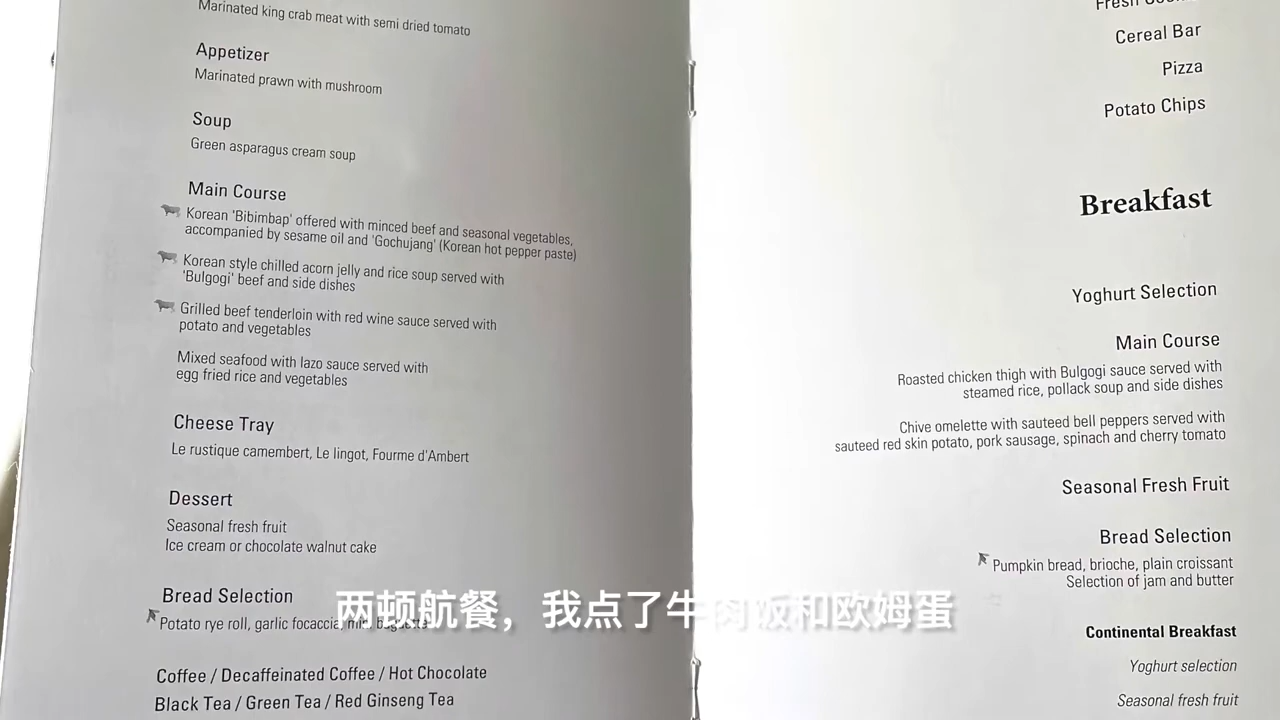 Marinated king crab meat with semi dried tomato
Appetizer
Marinated prawn with mushroom
Soup
Green asparagus cream soup
Main Course
Korean 'Bibimbap' offered with minced beef and seasonal vegetables,
accompanied by sesame oil and 'Gochujang' (Korean hot pepper paste)
Korean style chilled acorn jelly and rice soup served with
'Bulgogi' beef and side dishes
Grilled beef tenderloin with red wine sauce served with
potato and vegetables
Mixed seafood with lazo sauce served with
egg fried rice and vegetables
Cheese Tray
Le rustique camembert, Le lingot, Fourme d'Ambert
Dessert
Seasonal fresh fruit
Ice cream or chocolate walnut cake
Bread Selection
Potato rye roll, garlic focaccia,
Coffee / Decaffeinated Coffee / Hot Chocolate
Black Tea / Green Tea / Red Ginseng Tea
Fresh
Cereal Bar
Pizza
Potato Chips
Breakfast
Yoghurt Selection
Main Course
Roasted chicken thigh with Bulgogi sauce served with
steamed rice, pollack soup and side dishes
Chive omelette with sauteed bell peppers served with
sauteed red skin potato, pork sausage, spinach and cherry tomato
Seasonal Fresh Fruit
Bread Selection
Pumpkin bread, brioche, plain croissant
Selection of jam and butter
Continental Breakfast
Yoghurt selection
Seasonal fresh fruit
两顿航餐，我点了牛肉饭和欧姆蛋